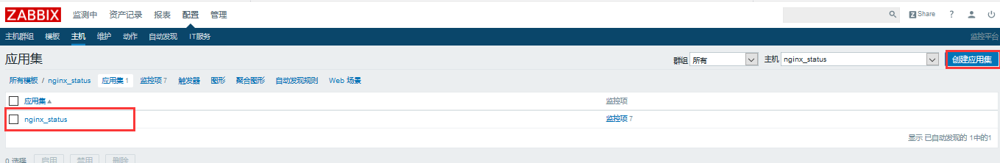 ZABBIX 监测中 资产记录 报表 配置 管理 Z Share ?
主机群组 模板 主机 维护 动作 自动发现 IT服务 监控平台
应用集 群组 所有 主机 nginx_status 创建应用集
所有模板 / nginx_status 应用集 1 监控项 7 触发器 图形 聚合图形 自动发现规则 Web 场景
应用集 监控项
nginx_status 监控项 7
显示 已自动发现的 1中的1
0 选择 启用 禁用 删除